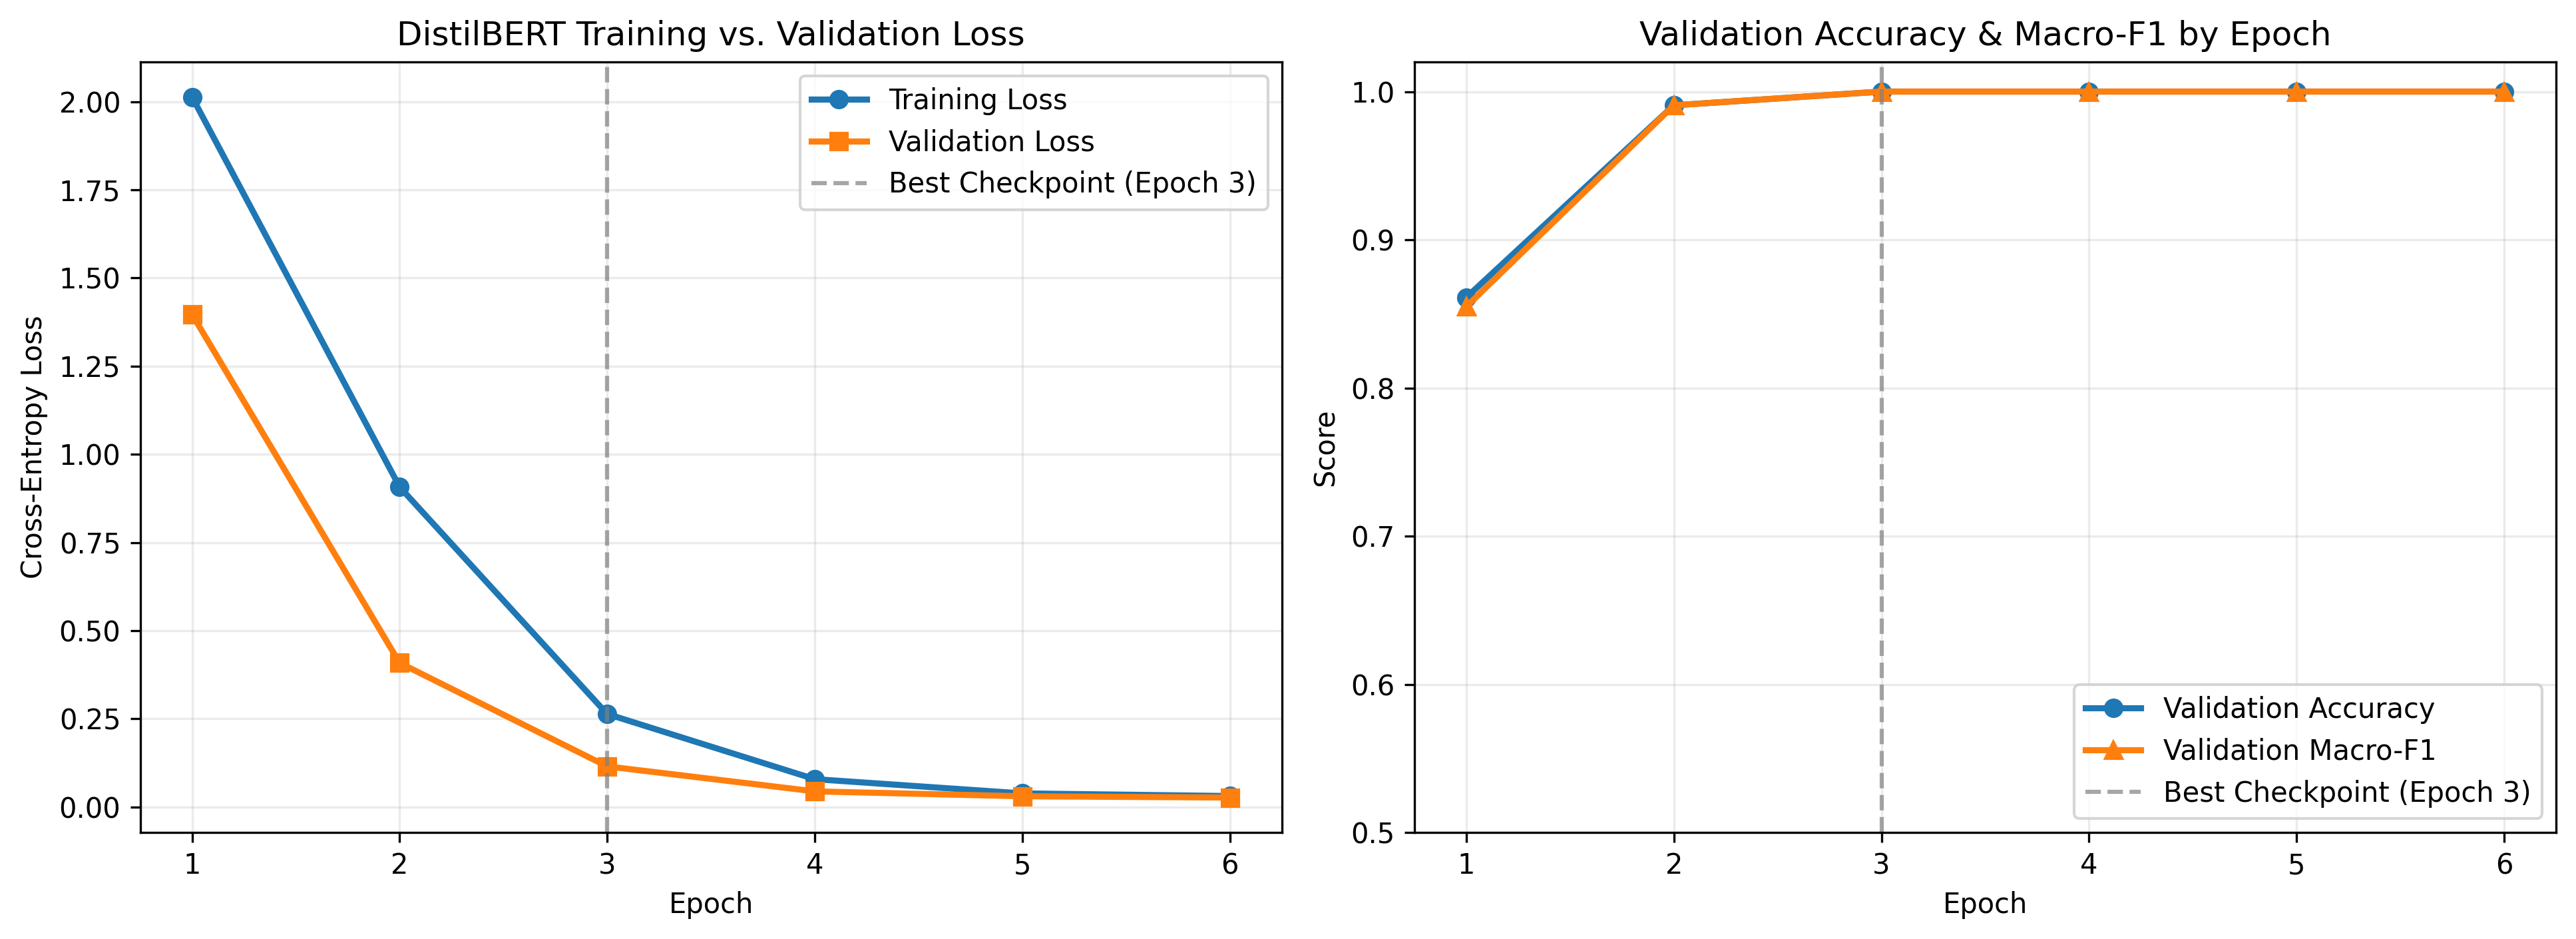 DistilBERT Training vs. Validation Loss
Cross-Entropy Loss
2.00
1.75
1.50
1.25
1.00
0.75
0.50
0.25
0.00
Training Loss
Validation Loss
Best Checkpoint (Epoch 3)
1 2 3 4 5 6
Epoch
Validation Accuracy & Macro-F1 by Epoch
Score
1.0
0.9
0.8
0.7
0.6
0.5
Validation Accuracy
Validation Macro-F1
Best Checkpoint (Epoch 3)
1 2 3 4 5 6
Epoch